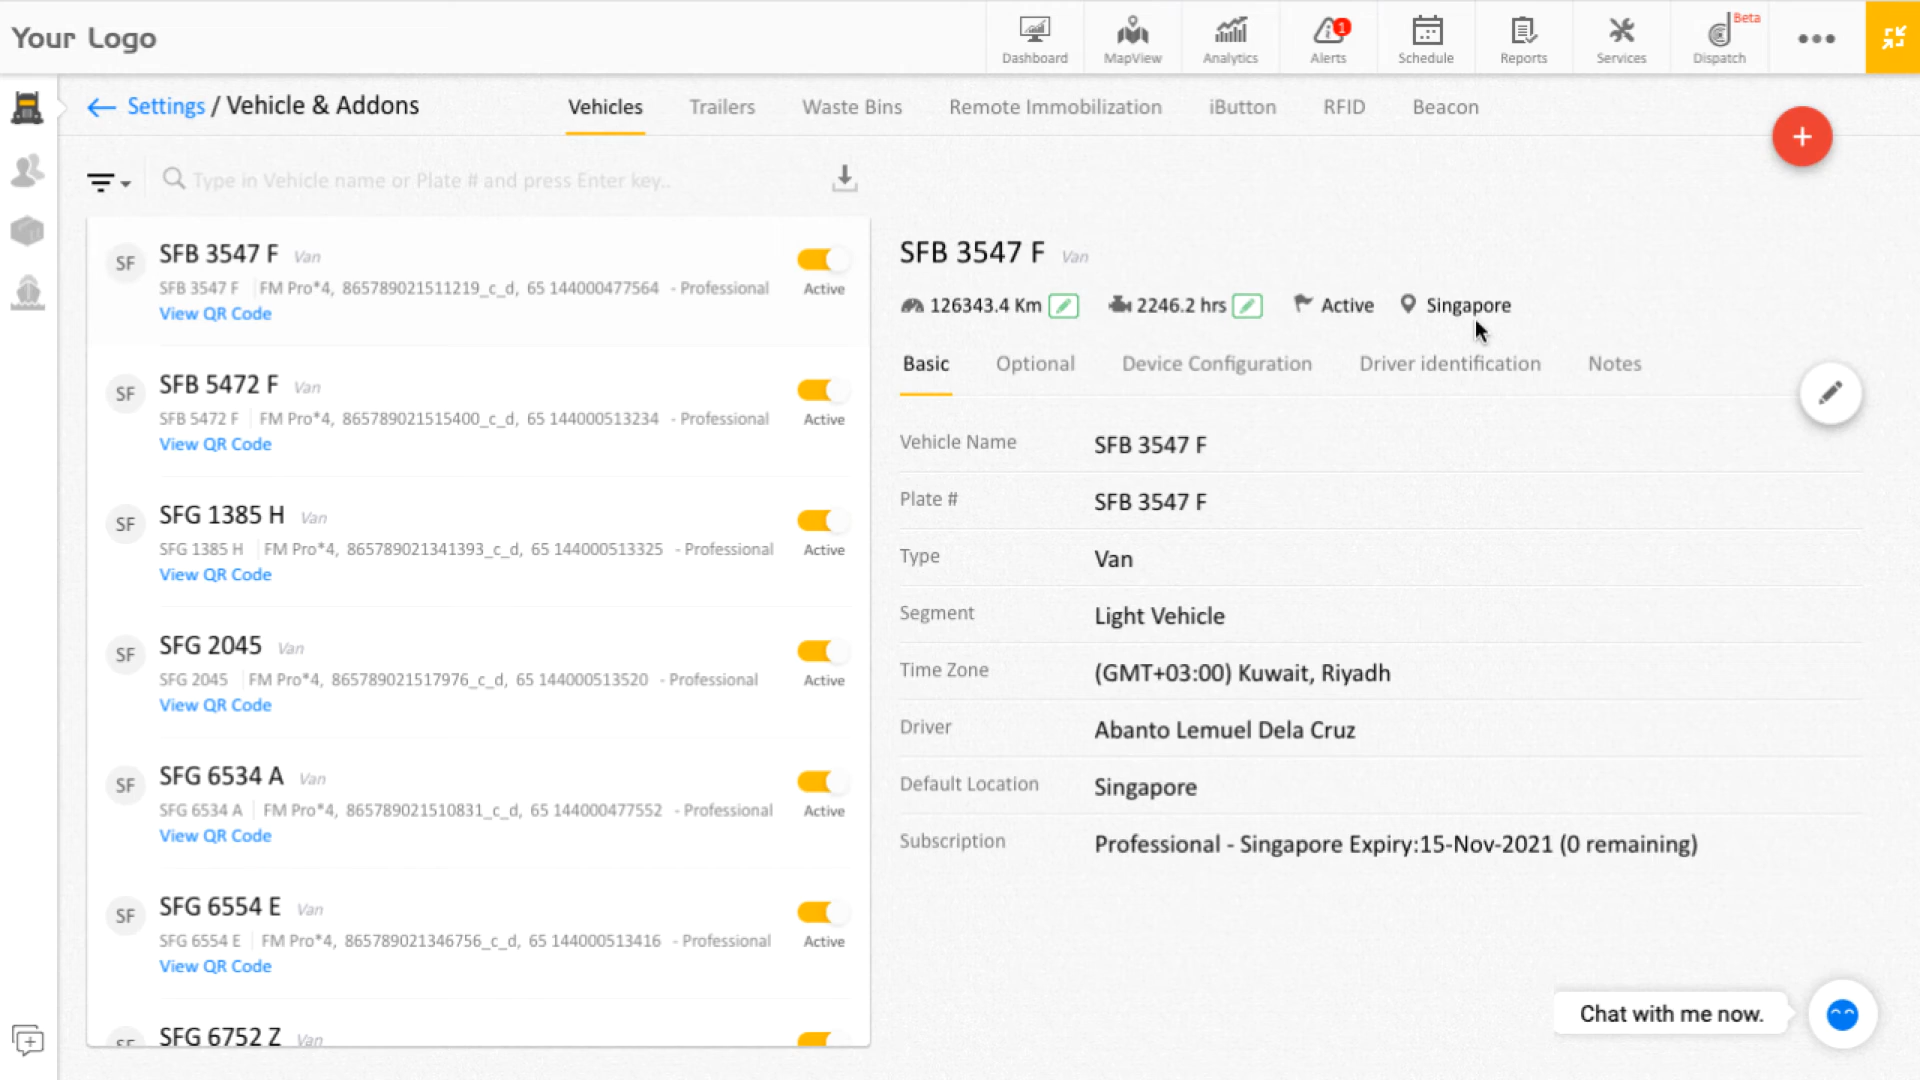 Your Logo
Dashboard
MapView
Analytics
1
Alerts
Schedule
Reports
Services
Beta
Dispatch
Settings / Vehicle & Addons
Vehicles
Trailers
Waste Bins
Remote Immobilization
iButton
RFID
Beacon
Type in Vehicle name or Plate # and press Enter key..
SF
SFB 3547 F Van
SFB 3547 F FM Pro*4, 865789021511219_c_d, 65 144000477564 - Professional
View QR Code
Active
SF
SFB 5472 F Van
SFB 5472 F FM Pro*4, 865789021515400_c_d, 65 144000513234 - Professional
View QR Code
Active
SF
SFG 1385 H Van
SFG 1385 H FM Pro*4, 865789021341393_c_d, 65 144000513325 - Professional
View QR Code
Active
SF
SFG 2045 Van
SFG 2045 FM Pro*4, 865789021517976_c_d, 65 144000513520 - Professional
View QR Code
Active
SF
SFG 6534 A Van
SFG 6534 A FM Pro*4, 865789021510831_c_d, 65 144000477552 - Professional
View QR Code
Active
SF
SFG 6554 E Van
SFG 6554 E FM Pro*4, 865789021346756_c_d, 65 144000513416 - Professional
View QR Code
Active
SF
SFG 6752 Z Van
SFB 3547 F Van
126343.4 Km 2246.2 hrs Active Singapore
Basic
Optional
Device Configuration
Driver identification
Notes
Vehicle Name SFB 3547 F
Plate # SFB 3547 F
Type Van
Segment Light Vehicle
Time Zone (GMT+03:00) Kuwait, Riyadh
Driver Abanto Lemuel Dela Cruz
Default Location Singapore
Subscription Professional - Singapore Expiry:15-Nov-2021 (0 remaining)
Chat with me now.